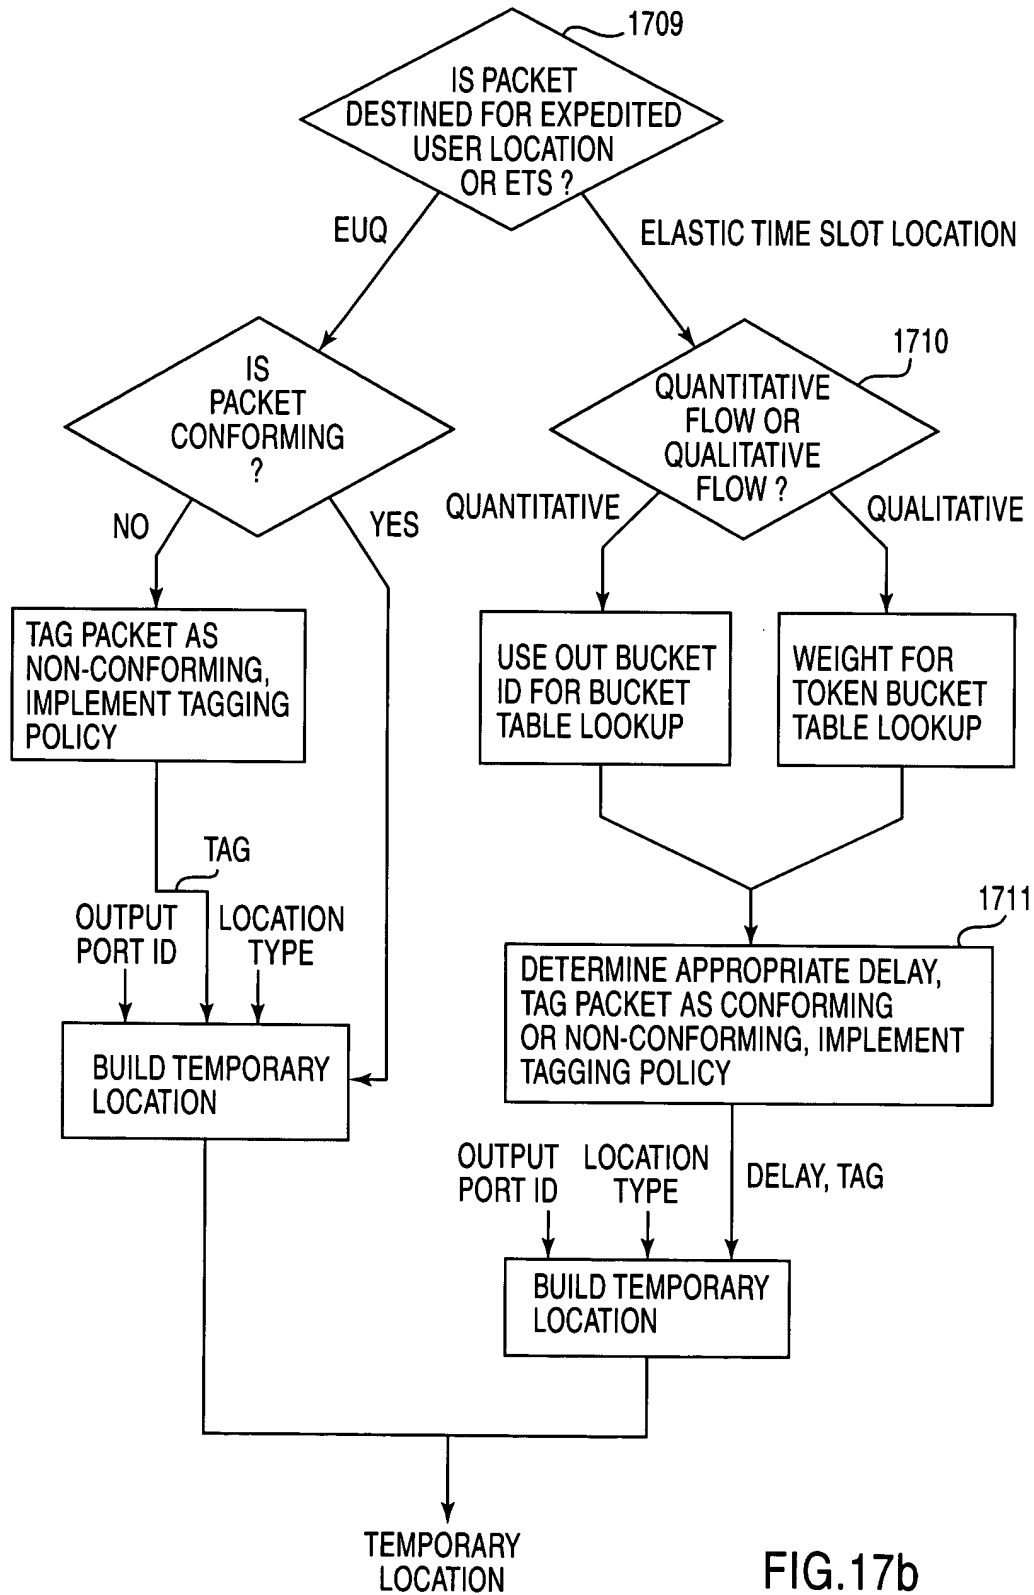 1709
IS PACKET
DESTINED FOR EXPEDITED
USER LOCATION
OR ETS ?
EUQ
ELASTIC TIME SLOT LOCATION
IS
PACKET
CONFORMING
?
1710
QUANTITATIVE
FLOW OR
QUALITATIVE
FLOW ?
NO
YES
QUANTITATIVE
QUALITATIVE
TAG PACKET AS
NON-CONFORMING,
IMPLEMENT TAGGING
POLICY
USE OUT BUCKET
ID FOR BUCKET
TABLE LOOKUP
WEIGHT FOR
TOKEN BUCKET
TABLE LOOKUP
TAG
OUTPUT
PORT ID
LOCATION
TYPE
1711
DETERMINE APPROPRIATE DELAY,
TAG PACKET AS CONFORMING
OR NON-CONFORMING, IMPLEMENT
TAGGING POLICY
BUILD TEMPORARY
LOCATION
OUTPUT
PORT ID
LOCATION
TYPE
DELAY, TAG
BUILD TEMPORARY
LOCATION
TEMPORARY
LOCATION
FIG.17b